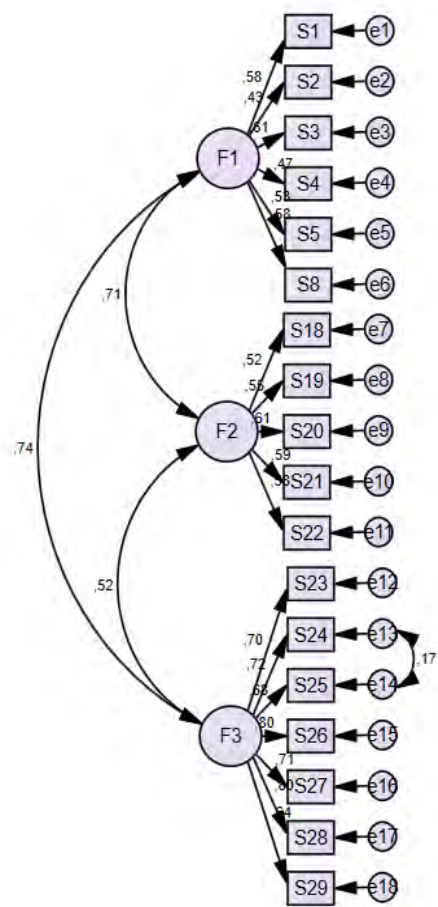 S1 e1
,58
S2 e2
,43
S3 e3
F1
,47
S4 e4
S5 e5
S8 e6
,71
S18 e7
,52
S19 e8
,55
F2
S20 e9
,61
,74
,59
S21 e10
S22 e11
,52
S23 e12
,70
S24 e13
,72
,17
S25 e14
F3
,80
S26 e15
,71
S27 e16
S28 e17
S29 e18